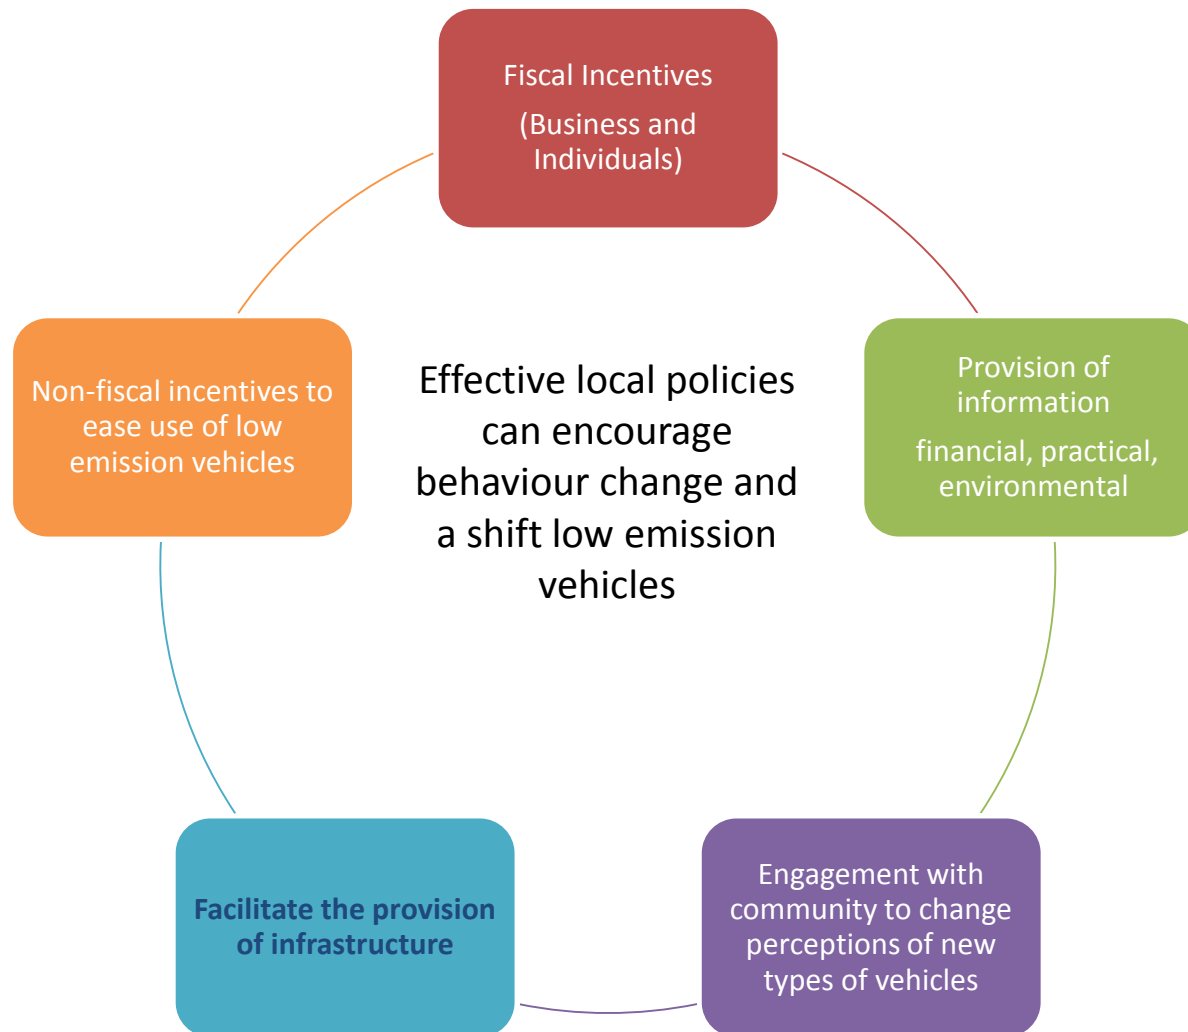 Fiscal Incentives
(Business and
Individuals)
Non-fiscal incentives to
ease use of low
emission vehicles
Effective local policies
can encourage
behaviour change and
a shift low emission
vehicles
Provision of
information
financial, practical,
environmental
Facilitate the provision
of infrastructure
Engagement with
community to change
perceptions of new
types of vehicles